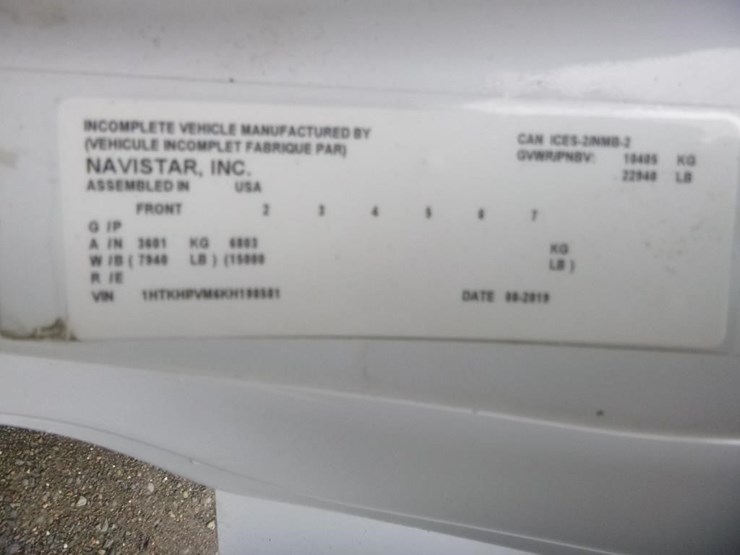 INCOMPLETE VEHICLE MANUFACTURED BY
(VEHICULE INCOMPLET FABRIQUE PAR)
NAVISTAR, INC.
ASSEMBLED IN USA
CAN ICES-2/NMB-2
GVWR/PNBV: 10405 KG
22940 LB
FRONT 2 3 4 5 6 7
G /P
A /N 3601 KG 6803 KG
W /B ( 7940 LB ) (15000 LB )
R /E
VIN DATE 08-2019